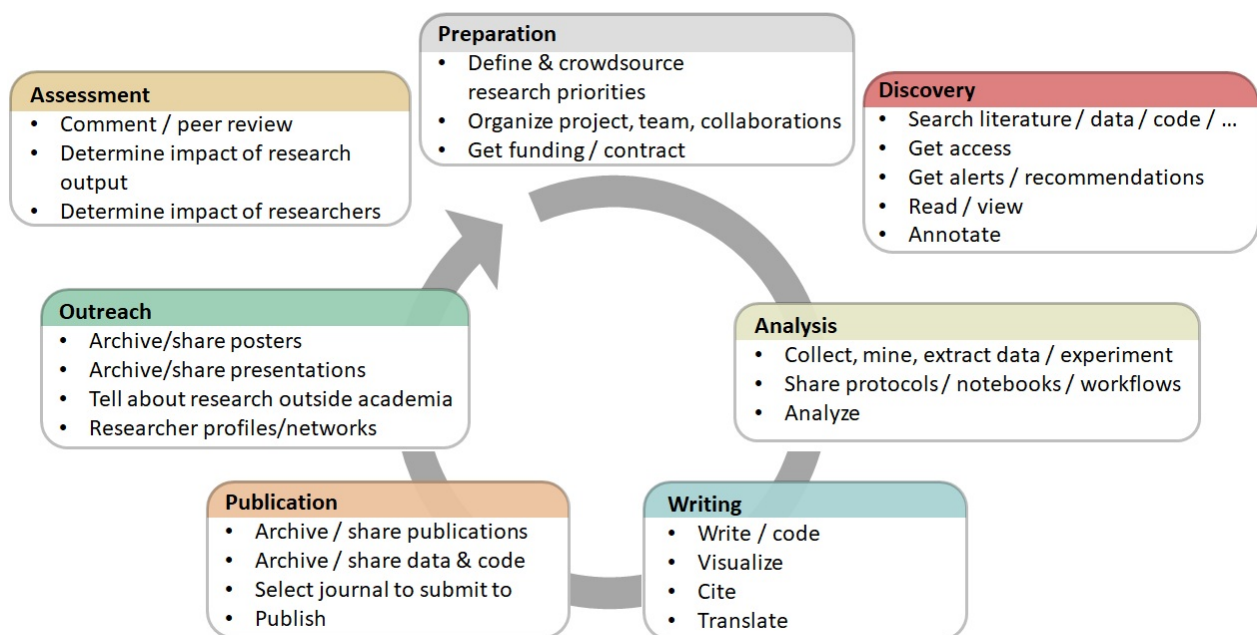 Preparation
• Define & crowdsource
research priorities
• Organize project, team, collaborations
• Get funding / contract
Discovery
• Search literature / data / code / ...
• Get access
• Get alerts / recommendations
• Read / view
• Annotate
Analysis
• Collect, mine, extract data / experiment
• Share protocols / notebooks / workflows
• Analyze
Writing
• Write / code
• Visualize
• Cite
• Translate
Publication
• Archive / share publications
• Archive / share data & code
• Select journal to submit to
• Publish
Outreach
• Archive/share posters
• Archive/share presentations
• Tell about research outside academia
• Researcher profiles/networks
Assessment
• Comment / peer review
• Determine impact of research
output
• Determine impact of researchers